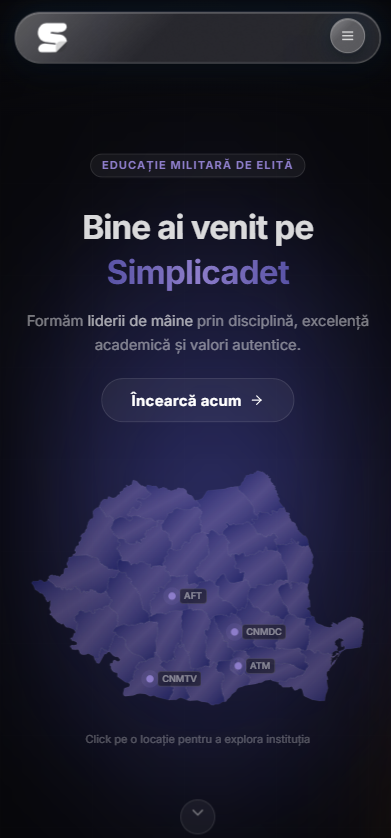 EDUCAȚIE MILITARĂ DE ELITĂ
Bine ai venit pe
Simplicadet
Formăm liderii de mâine prin disciplină, excelență
academică și valori autentice.
Încearcă acum →
AFT
CNMDC
ATM
CNMTV
Click pe o locație pentru a explora instituția